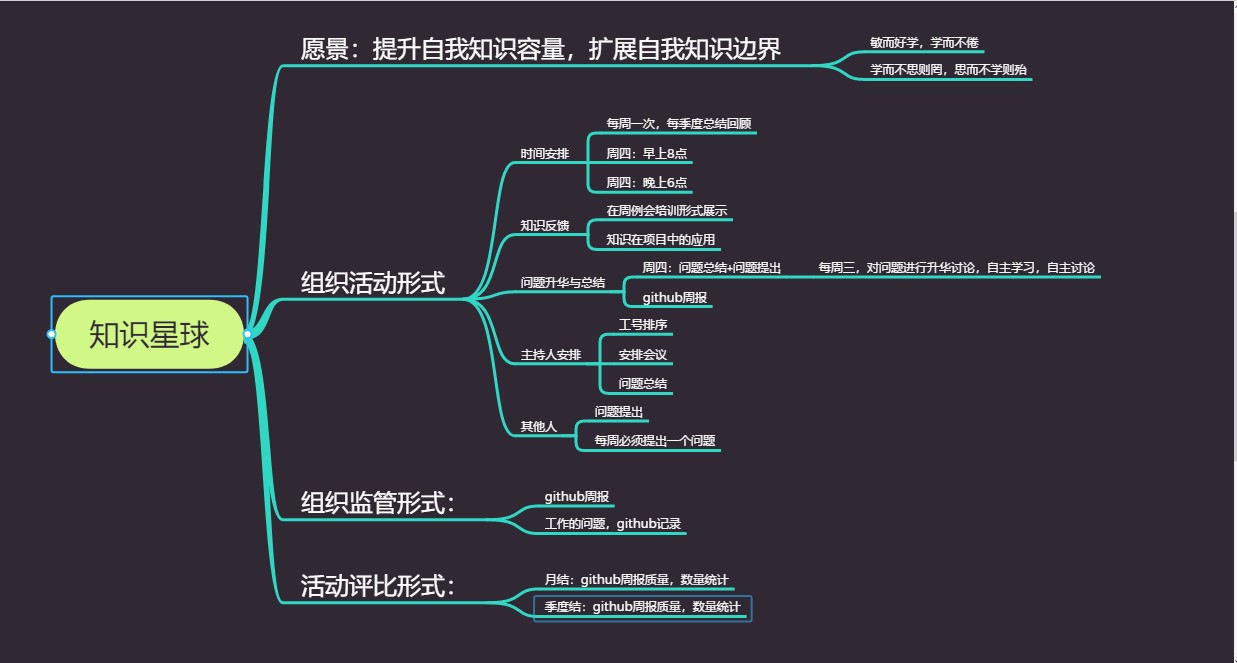 愿景：提升自我知识容量，扩展自我知识边界
敏而好学，学而不倦
学而不思则罔，思而不学则殆
时间安排
每周一次，每季度总结回顾
周四：早上8点
周四：晚上6点
知识反馈
在周例会培训形式展示
知识在项目中的应用
组织活动形式
问题升华与总结
周四：问题总结+问题提出
每周三，对问题进行升华讨论，自主学习，自主讨论
github周报
知识星球
主持人安排
工号排序
安排会议
问题总结
其他人
问题提出
每周必须提出一个问题
组织监管形式：
github周报
工作的问题，github记录
活动评比形式：
月结：github周报质量，数量统计
季度结：github周报质量，数量统计